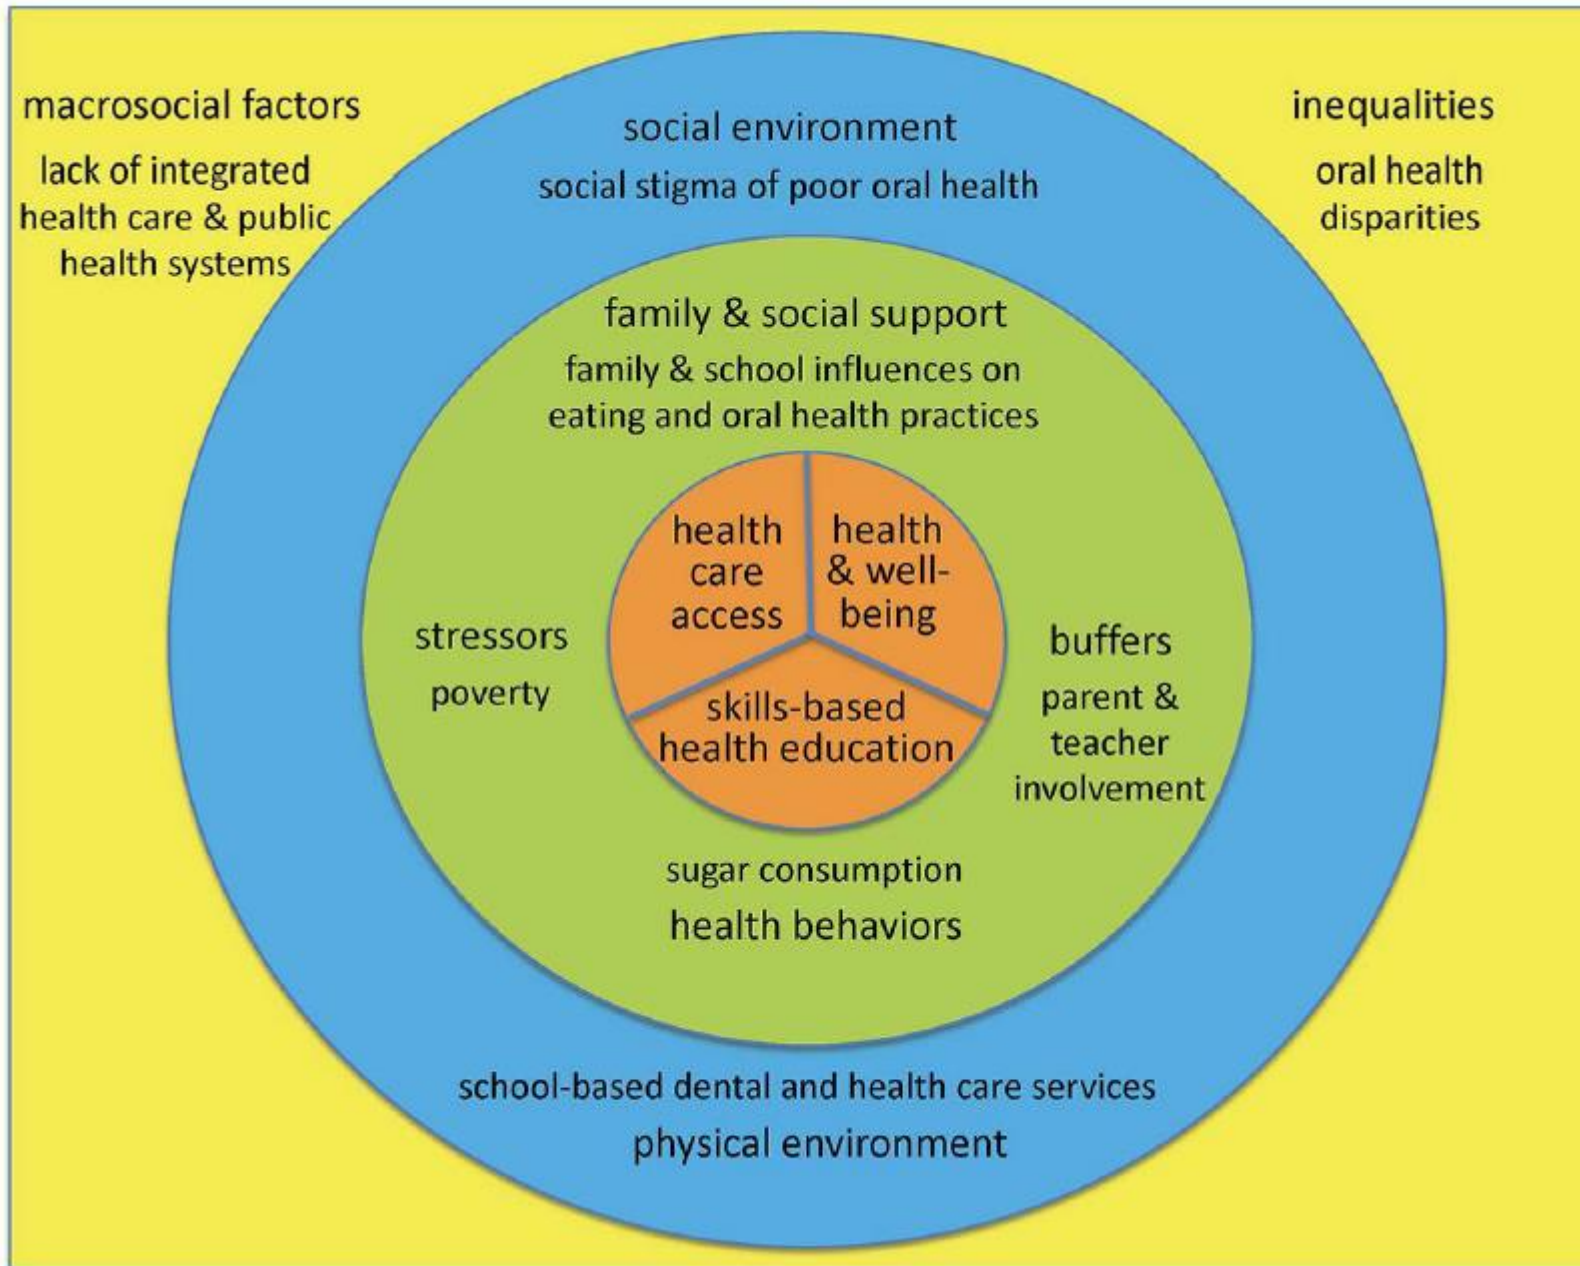 macrosocial factors
lack of integrated
health care & public
health systems
inequalities
oral health
disparities
social environment
social stigma of poor oral health
family & social support
family & school influences on
eating and oral health practices
health
care
access
health
& well-
being
skills-based
health education
stressors
poverty
buffers
parent &
teacher
involvement
sugar consumption
health behaviors
school-based dental and health care services
physical environment